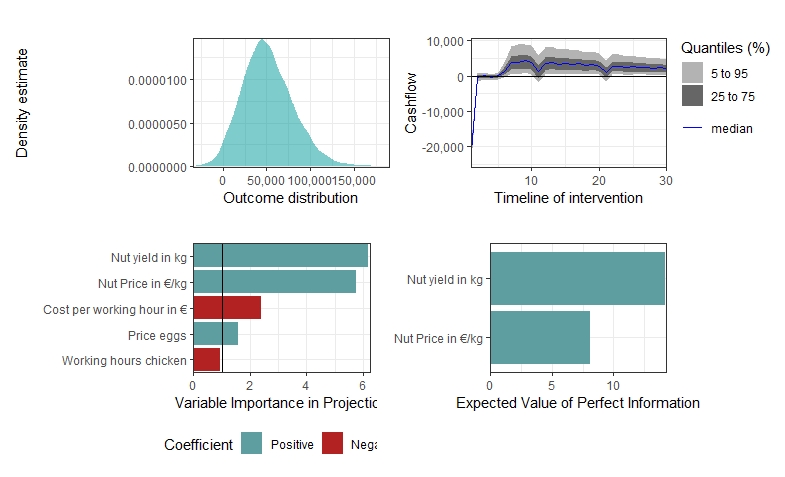 Density estimate
0.0000100
0.0000050
0.0000000
0
50,000
100,000
150,000
Outcome distribution
Cashflow
10,000
0
-10,000
-20,000
10
20
30
Timeline of intervention
Quantiles (%)
5 to 95
25 to 75
median
Nut yield in kg
Nut Price in €/kg
Cost per working hour in €
Price eggs
Working hours chicken
0
2
4
6
Variable Importance in Projectic
Coefficient
Positive
Nega
Nut yield in kg
Nut Price in €/kg
0
5
10
Expected Value of Perfect Information